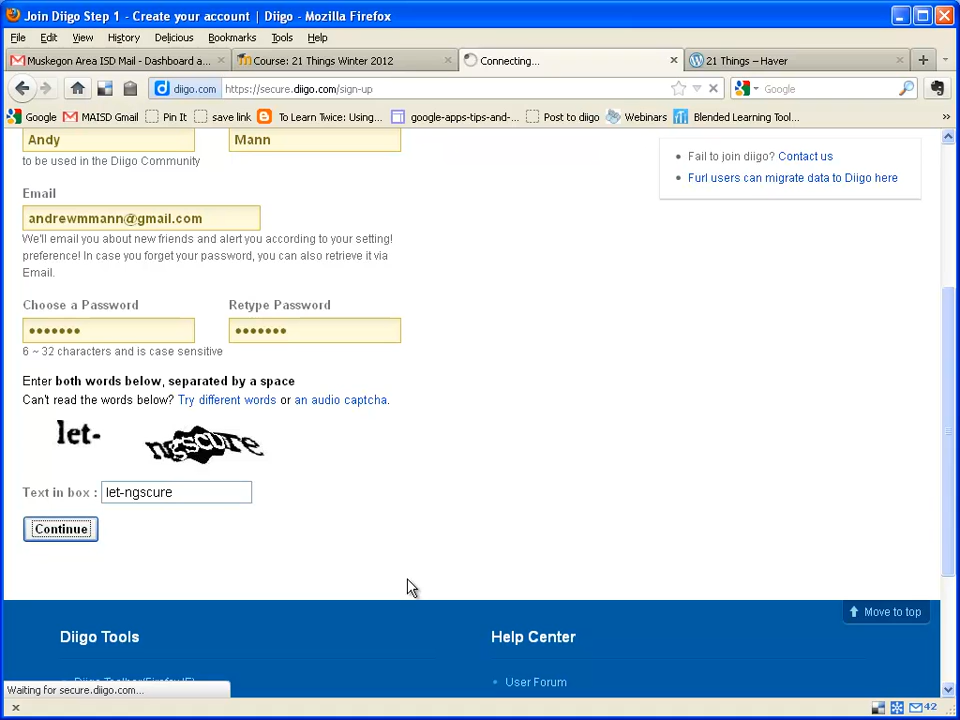 Join Diigo Step 1 - Create your account | Diigo - Mozilla Firefox
File Edit View History Delicious Bookmarks Tools Help
Muskegon Area ISD Mail - Dashboard a... Course: 21 Things Winter 2012 Connecting... 21 Things – Haver
diigo.com https://secure.diigo.com/sign-up Google
Google MAISD Gmail Pin It save link To Learn Twice: Using... google-apps-tips-and-... Post to diigo Webinars Blended Learning Tool...
Andy Mann
to be used in the Diigo Community
Fail to join diigo? Contact us
Furl users can migrate data to Diigo here
Email
andrewmmann@gmail.com
We'll email you about new friends and alert you according to your setting!
preference! In case you forget your password, you can also retrieve it via
Email.
Choose a Password Retype Password
6 ~ 32 characters and is case sensitive
Enter both words below, separated by a space
Can't read the words below? Try different words or an audio captcha.
let- ngscure
Text in box : let-ngscure
Continue
Move to top
Diigo Tools Help Center
Diigo Toolbar(Firefox,IE) User Forum
Waiting for secure.diigo.com...
42